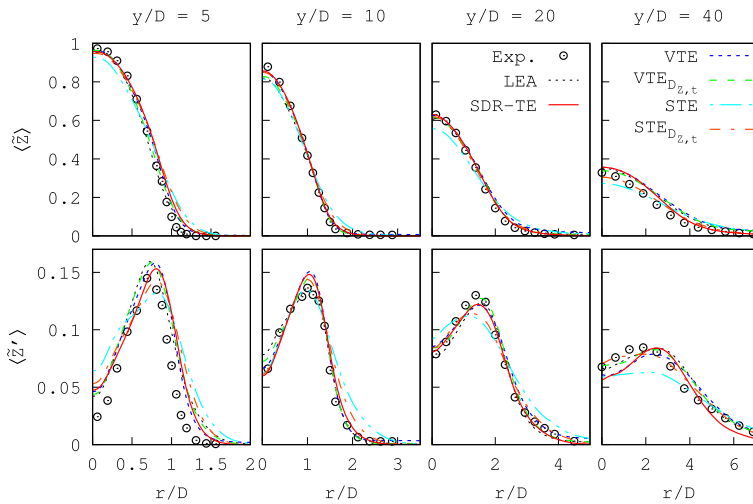 y/D = 5 y/D = 10 y/D = 20 y/D = 40
1
0.8
0.6
0.4
0.2
0
⟨Z̃⟩
Exp.
LEA
SDR-TE
VTE
VTE_{D_{Z,t}}
STE
STE_{D_{Z,t}}
0.15
0.1
0.05
0
⟨Z̃'⟩
0 0.5 1 1.5 2 0 1 2 3 0 2 4 0 2 4 6
r/D r/D r/D r/D